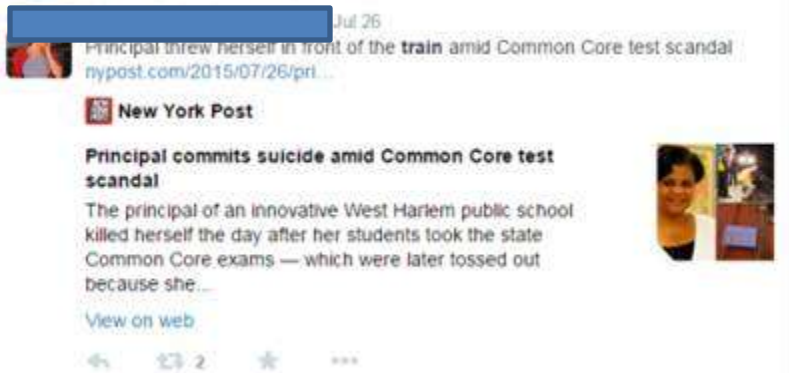 Jul 26
Principal threw herself in front of the train amid Common Core test scandal
nypost.com/2015/07/26/pri...
New York Post
Principal commits suicide amid Common Core test
scandal
The principal of an innovative West Harlem public school
killed herself the day after her students took the state
Common Core exams — which were later tossed out
because she...
View on web
2